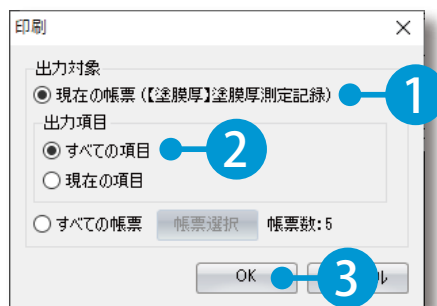 印刷
出力対象
現在の帳票(【塗膜厚】塗膜厚測定記録) 1
出力項目
すべての項目 2
現在の項目
すべての帳票 帳票選択 帳票数:5
OK 3